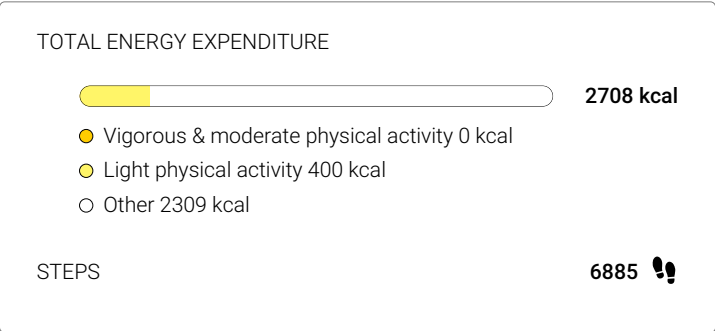 TOTAL ENERGY EXPENDITURE
2708 kcal
Vigorous & moderate physical activity 0 kcal
Light physical activity 400 kcal
Other 2309 kcal
STEPS 6885